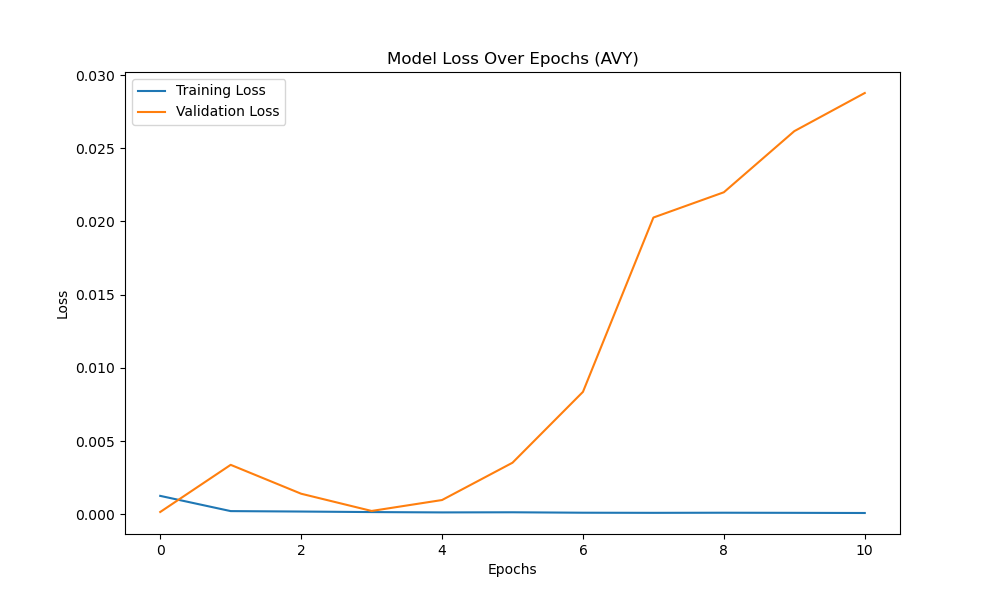 Model Loss Over Epochs (AVY)
Training Loss
Validation Loss
0.030
0.025
0.020
0.015
0.010
0.005
0.000
Loss
0 2 4 6 8 10
Epochs